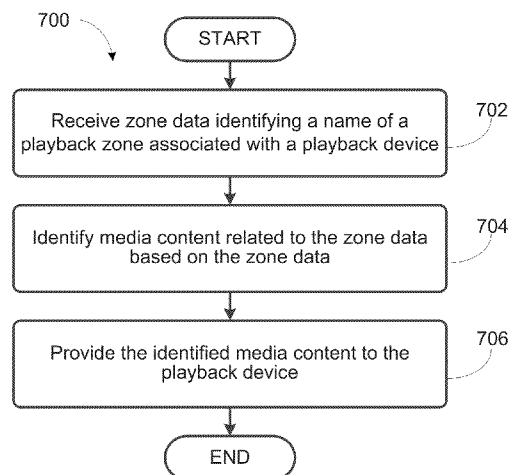 700
START
Receive zone data identifying a name of a
playback zone associated with a playback device
702
Identify media content related to the zone data
based on the zone data
704
Provide the identified media content to the
playback device
706
END